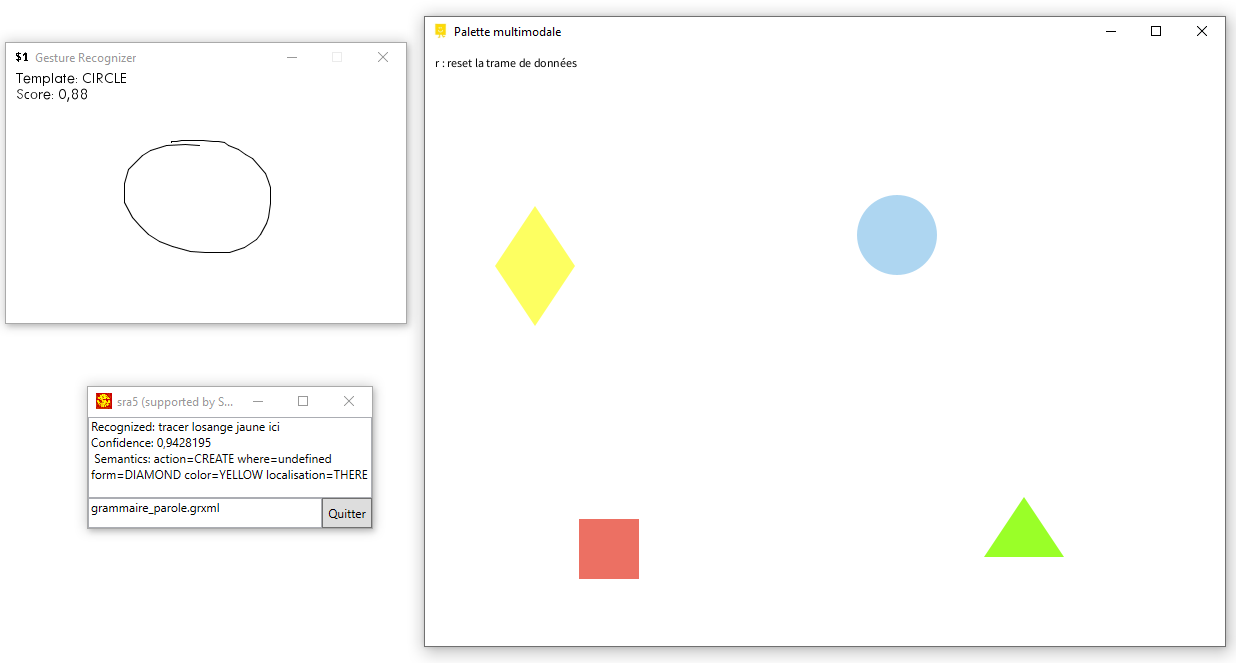 $1 Gesture Recognizer
Template: CIRCLE
Score: 0,88
Palette multimodale
r : reset la trame de données
sra5 (supported by S...
Recognized: tracer losange jaune ici
Confidence: 0,9428195
Semantics: action=CREATE where=undefined
form=DIAMOND color=YELLOW localisation=THERE
grammaire_parole.grxml
Quitter